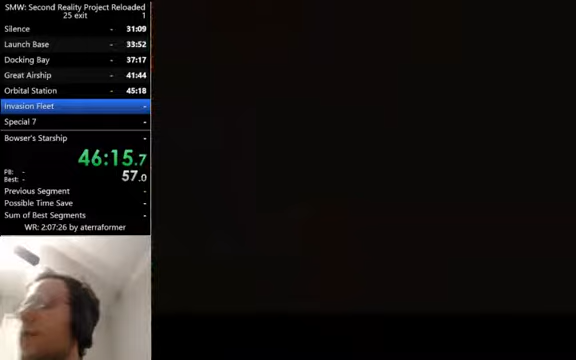 SMW: Second Reality Project Reloaded
25 exit 1
Silence - 31:09
Launch Base - 33:52
Docking Bay - 37:17
Great Airship - 41:44
Orbital Station - 45:18
Invasion Fleet -
Special 7 -
Bowser's Starship -
46:15.7
PB: -
Best: - 57.0
Previous Segment -
Possible Time Save -
Sum of Best Segments -
WR: 2:07:26 by aterraformer